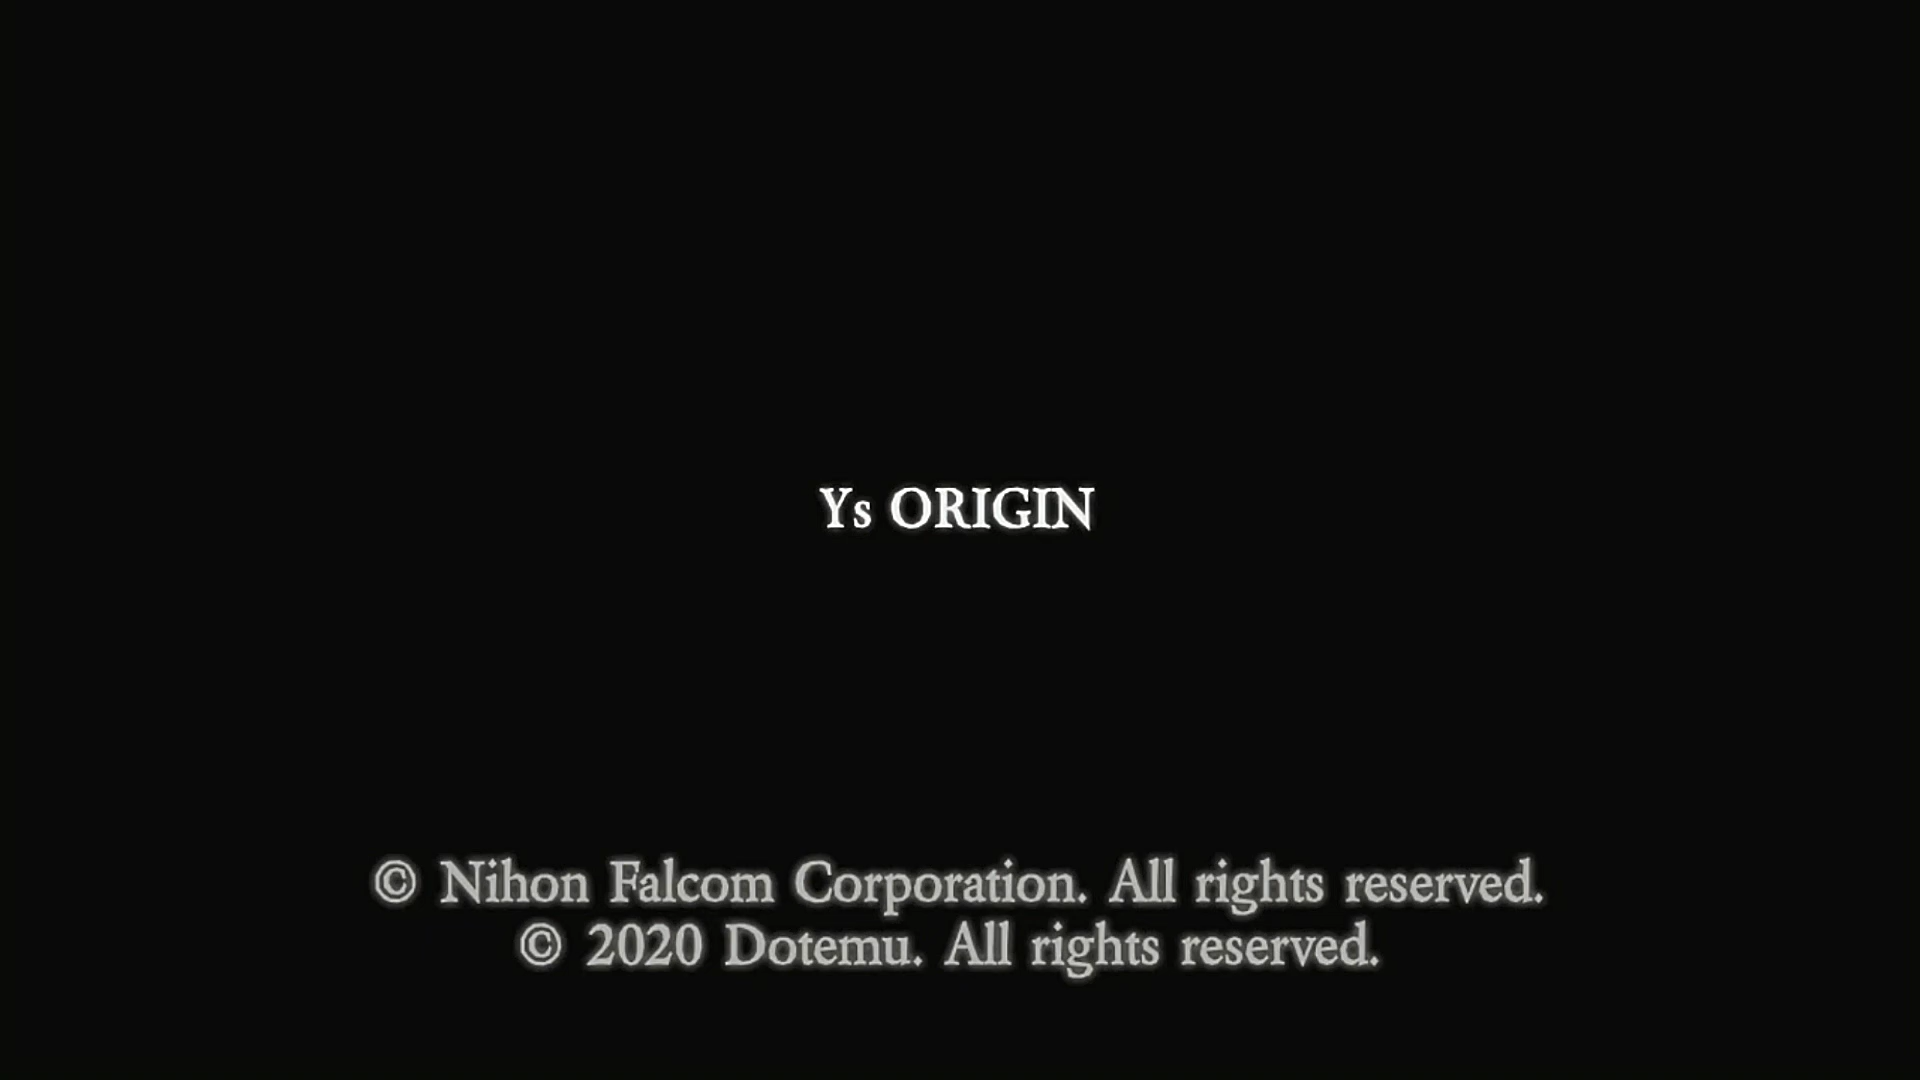 Ys ORIGIN
© Nihon Falcom Corporation. All rights reserved.
© 2020 Dotemu. All rights reserved.